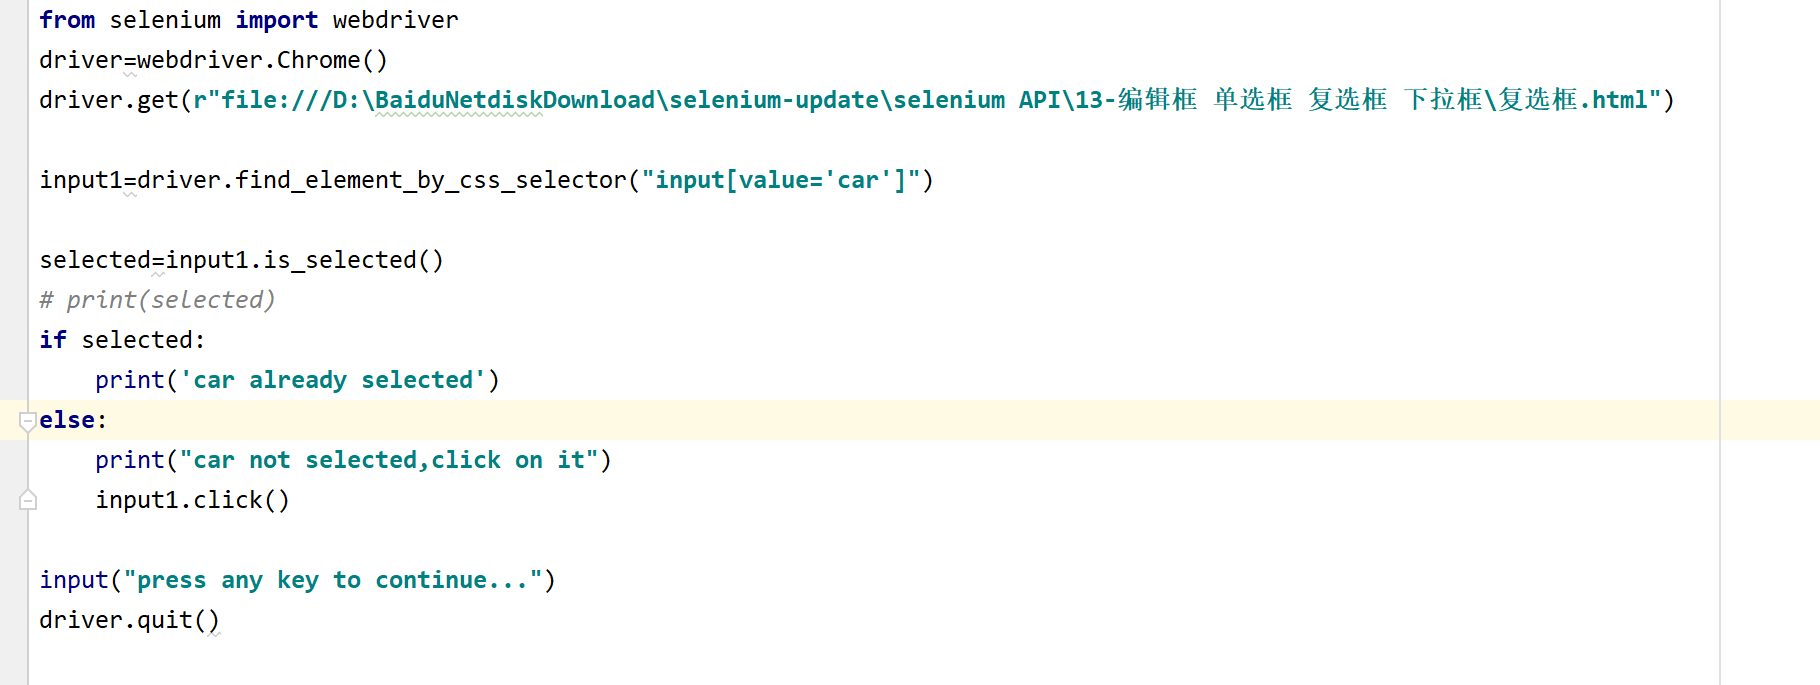 from selenium import webdriver
driver=webdriver.Chrome()
driver.get(r"file:///D:\BaiduNetdiskDownload\selenium-update\selenium API\13-编辑框 单选框 复选框 下拉框\复选框.html")
input1=driver.find_element_by_css_selector("input[value='car']")
selected=input1.is_selected()
# print(selected)
if selected:
    print('car already selected')
else:
    print("car not selected,click on it")
    input1.click()
input("press any key to continue...")
driver.quit()